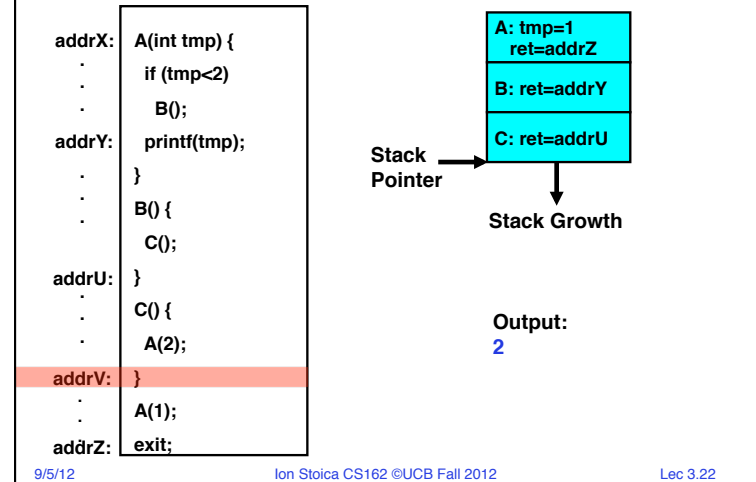 addrX: A(int tmp) {
. if (tmp<2)
. B();
.
addrY: printf(tmp);
. }
. B() {
. C();
addrU: }
. C() {
. A(2);
.
addrV: }
. A(1);
.
addrZ: exit;
A: tmp=1
ret=addrZ
B: ret=addrY
C: ret=addrU
Stack
Pointer
Stack Growth
Output:
2
9/5/12 Ion Stoica CS162 ©UCB Fall 2012 Lec 3.22